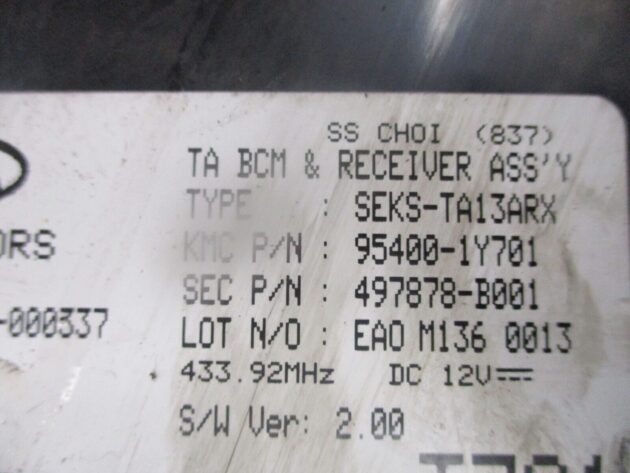 SS CHOI (837)
TA BCM & RECEIVER ASS'Y
TYPE : SEKS-TA13ARX
KMC P/N : 95400-1Y701
ORS
SEC P/N : 497878-B001
-000337
LOT N/O : EAO M136 0013
433.92MHz DC 12V
S/W Ver: 2.00